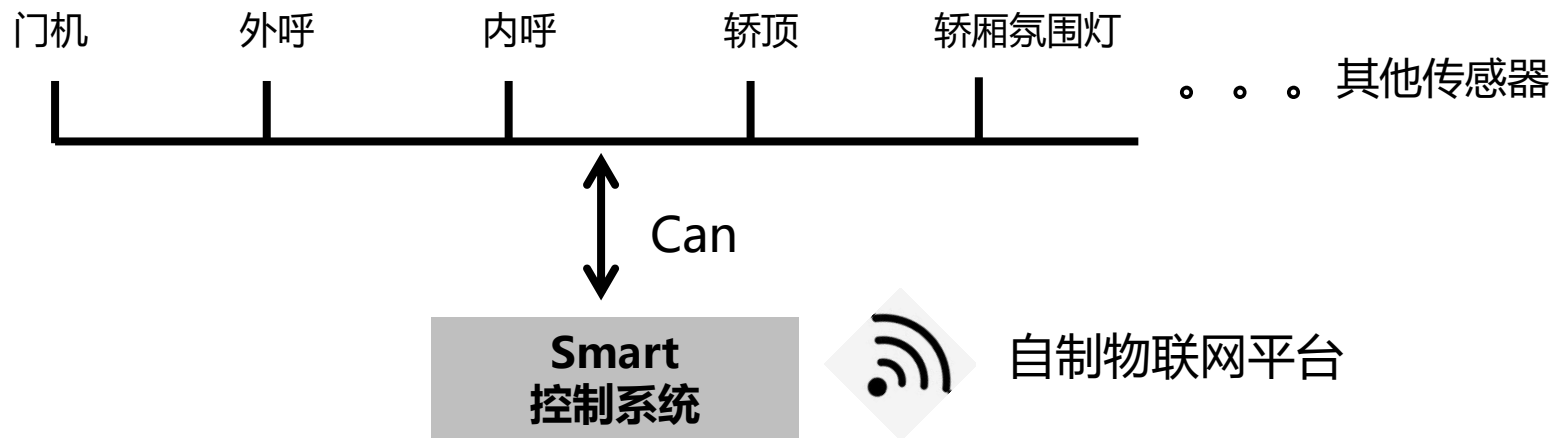 门机
外呼
内呼
轿顶
轿厢氛围灯
。。。其他传感器
Can
Smart
控制系统
自制物联网平台